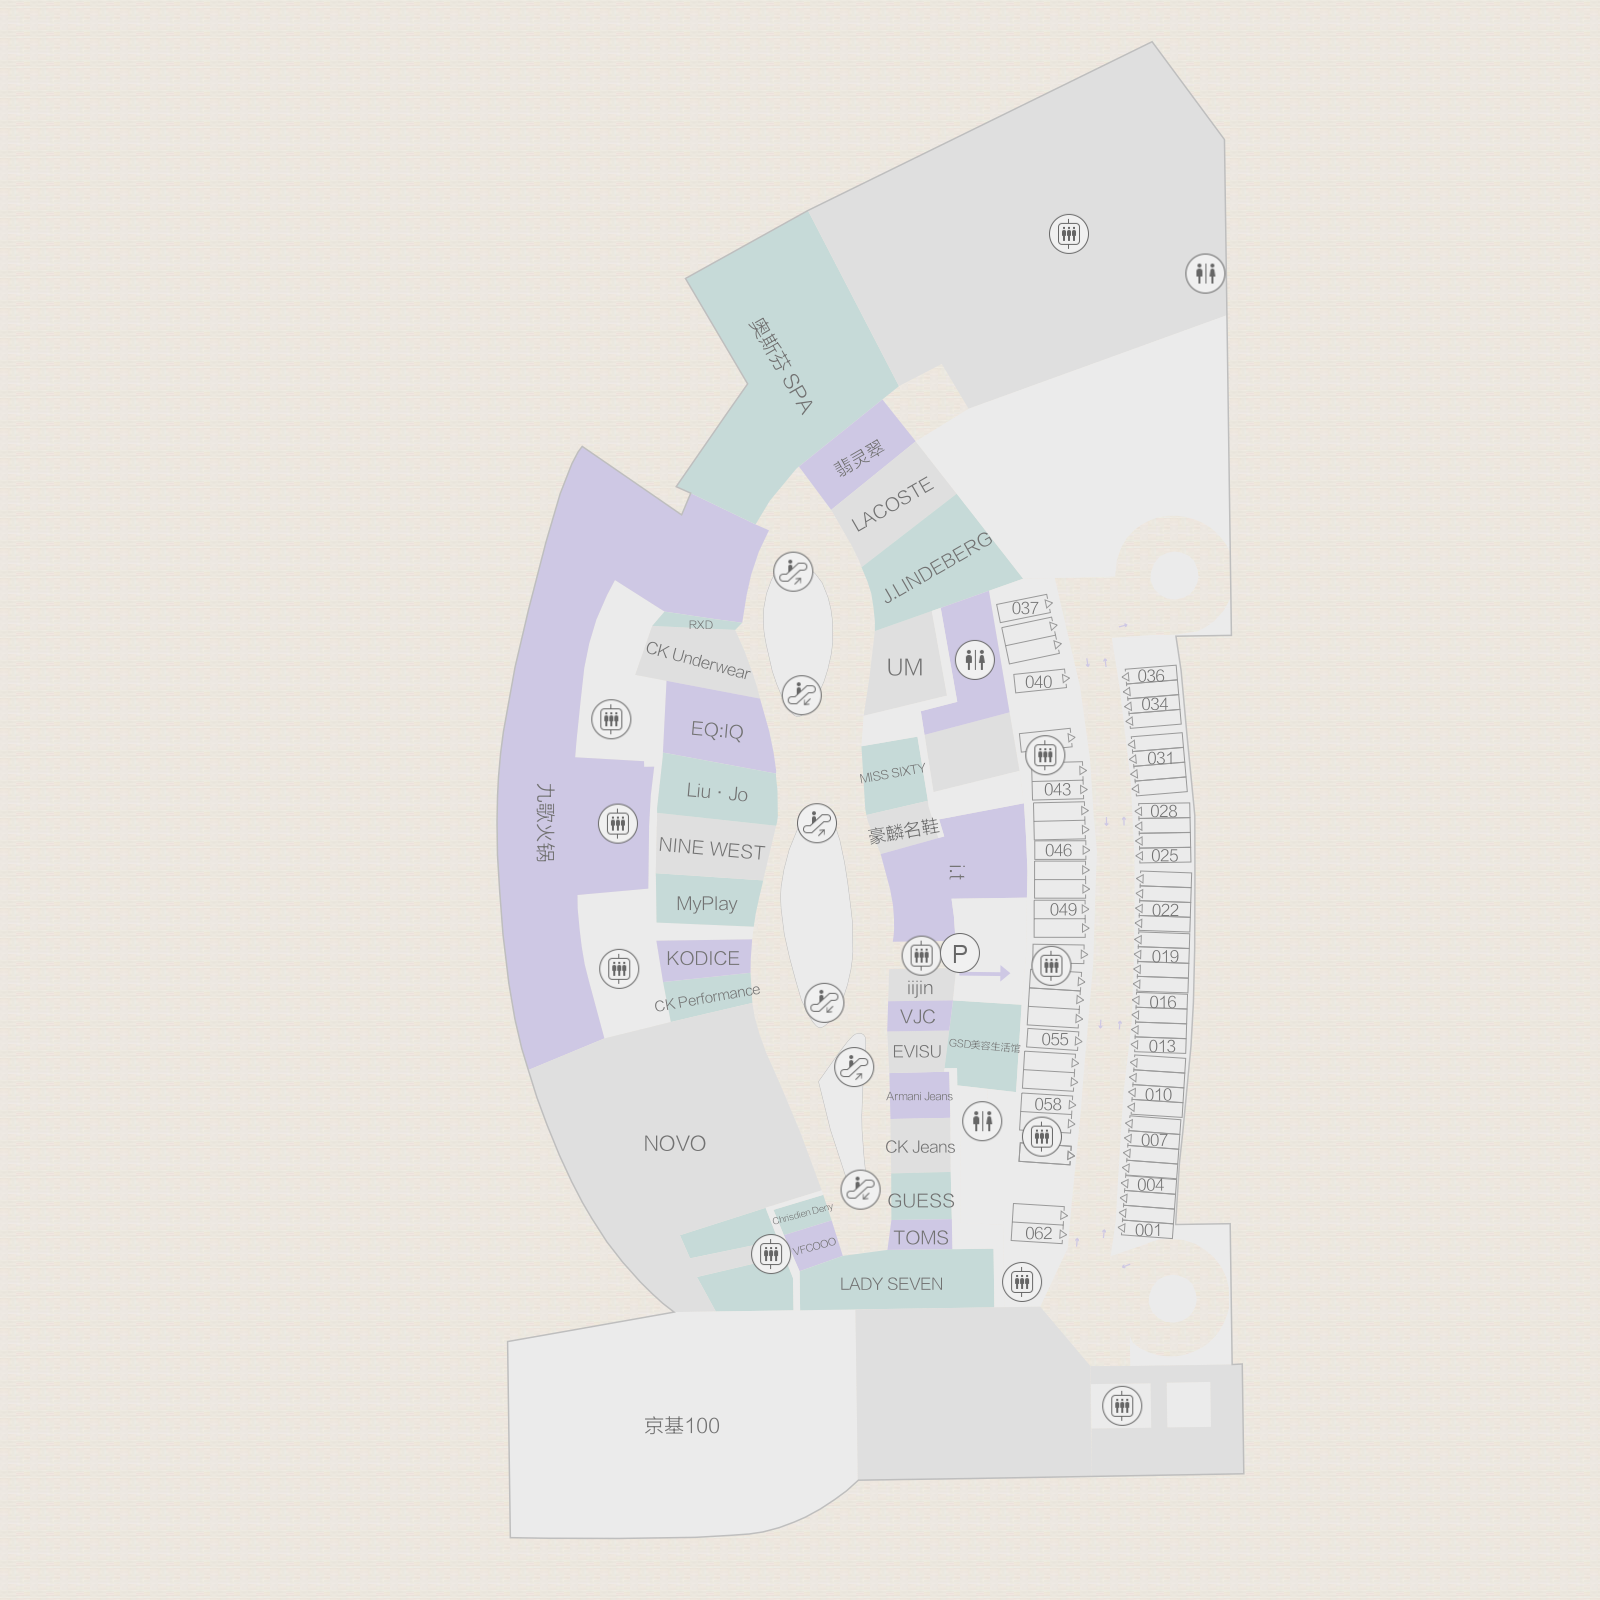 奥斯芬 SPA
翡灵翠
LACOSTE
J.LINDEBERG
RXD
CK Underwear
UM
EQ:IQ
MISS SIXTY
Liu · Jo
九歌火锅
豪麟名鞋
NINE WEST
i.t
MyPlay
KODICE
P
CK Performance
iijin
VJC
EVISU
GSD美容生活馆
Armani Jeans
NOVO
CK Jeans
GUESS
Chrisdien Deny
VFCOOO
TOMS
LADY SEVEN
京基100
037
040
043
046
049
055
058
062
036
034
031
028
025
022
019
016
013
010
007
004
001